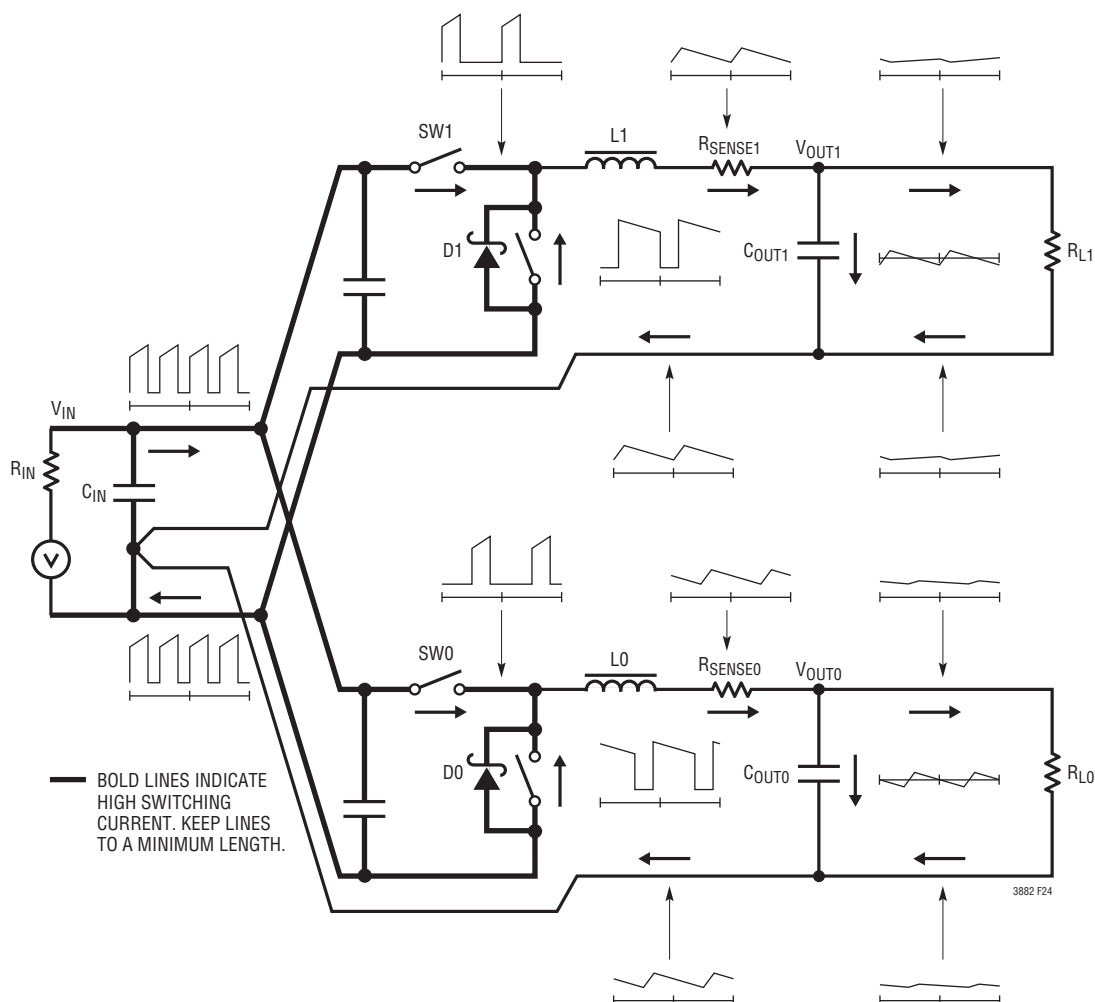 SW1
L1
RSENSE1
VOUT1
D1
COUT1
RL1
VIN
RIN
CIN
V
SW0
L0
RSENSE0
VOUT0
D0
COUT0
RL0
BOLD LINES INDICATE
HIGH SWITCHING
CURRENT. KEEP LINES
TO A MINIMUM LENGTH.
3882 F24